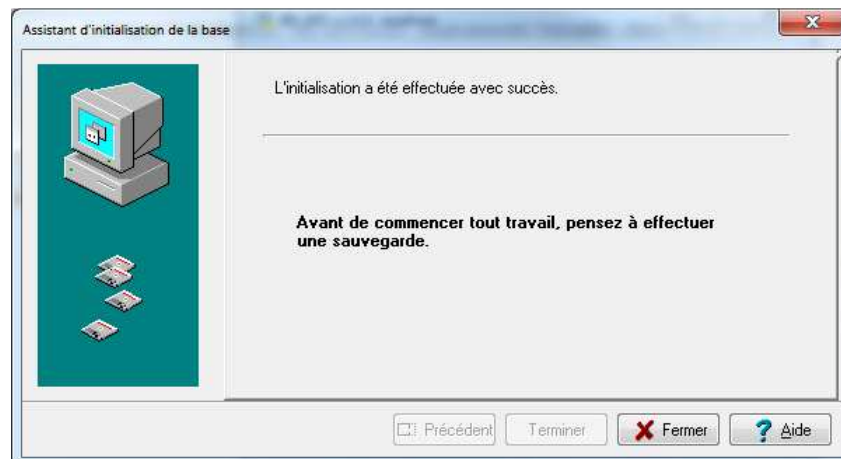 Assistant d'initialisation de la base
L'initialisation a été effectuée avec succès.
Avant de commencer tout travail, pensez à effectuer
une sauvegarde.
Précédent
Terminer
Fermer
Aide